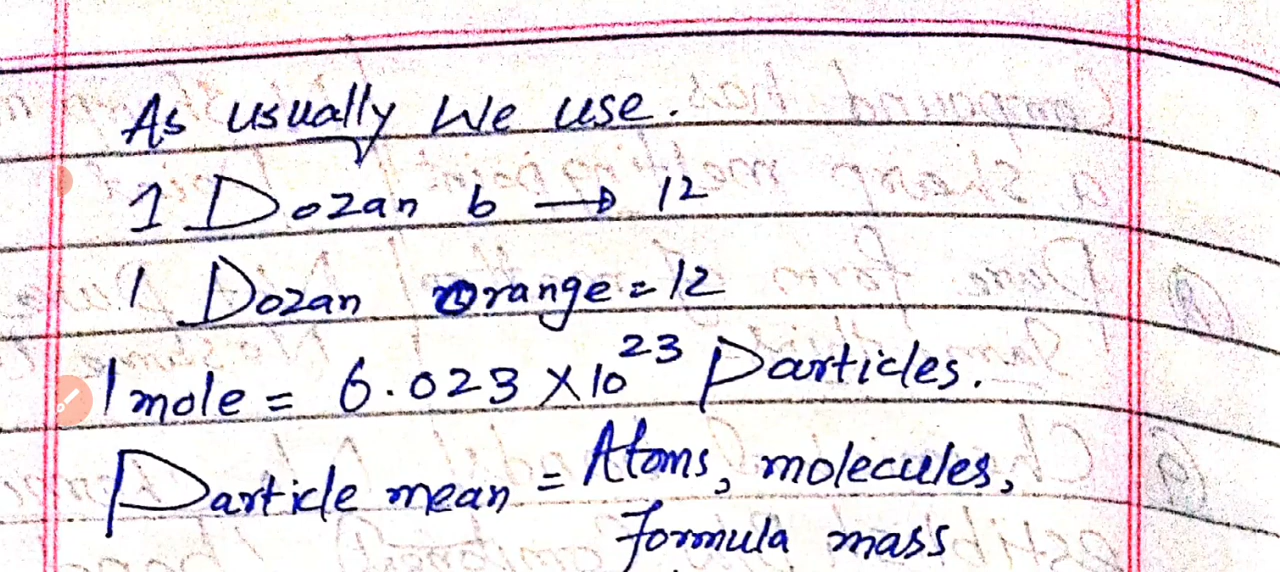 As usually We use.
1 Dozan b → 12
1 Dozan orange = 12
1 mole = 6.023 × 10²³ Particles.
Particle mean = Atoms, molecules,
formula mass